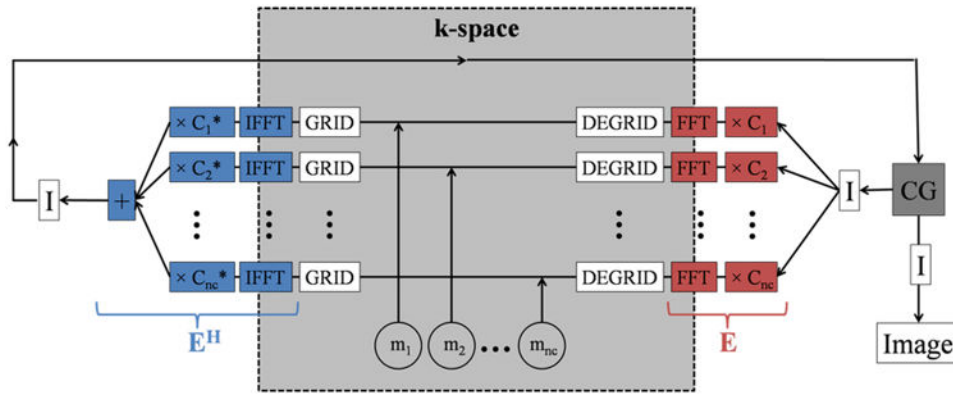 k-space
× C₁* IFFT GRID DEGRID FFT × C₁
× C₂* IFFT GRID DEGRID FFT × C₂
I + I CG
× Cₙc* IFFT GRID DEGRID FFT × Cₙc
I
Eᴴ m₁ m₂ mₙc E Image